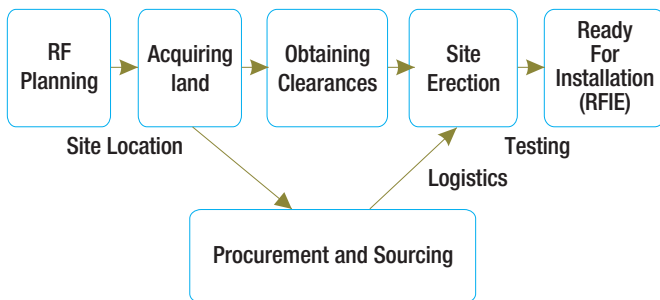 RF
Planning
Acquiring
land
Obtaining
Clearances
Site
Erection
Ready
For
Installation
(RFIE)
Site Location
Testing
Logistics
Procurement and Sourcing